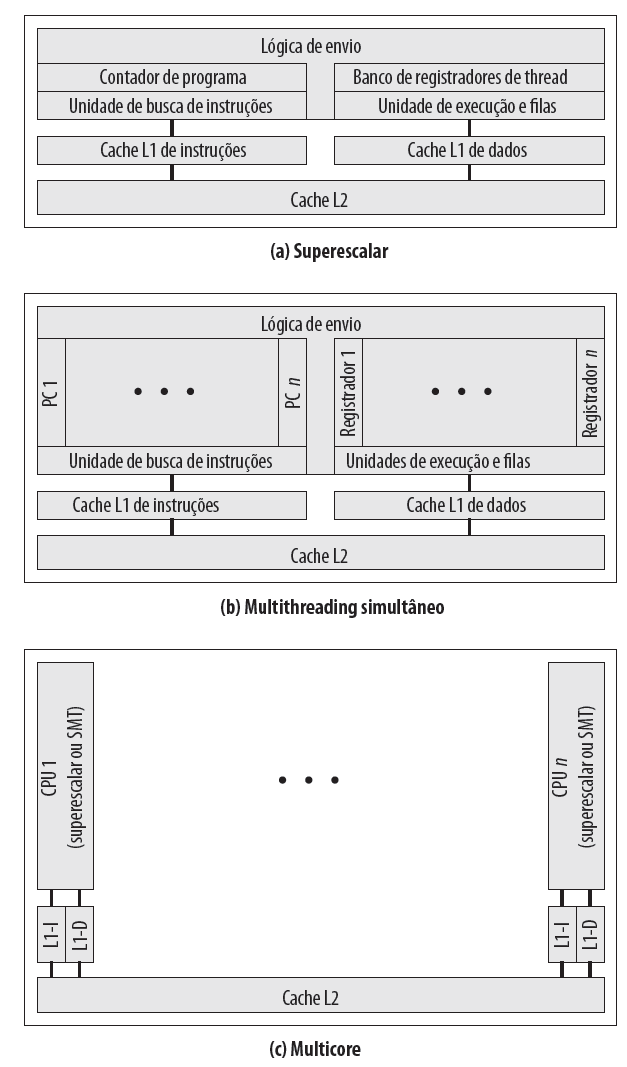 Lógica de envio
Contador de programa
Banco de registradores de thread
Unidade de busca de instruções
Unidade de execução e filas
Cache L1 de instruções
Cache L1 de dados
Cache L2
(a) Superescalar
Lógica de envio
PC 1
• • •
PC n
Registrador 1
• • •
Registrador n
Unidade de busca de instruções
Unidades de execução e filas
Cache L1 de instruções
Cache L1 de dados
Cache L2
(b) Multithreading simultâneo
CPU 1
(superescalar ou SMT)
• • •
CPU n
(superescalar ou SMT)
L1-I
L1-D
L1-I
L1-D
Cache L2
(c) Multicore